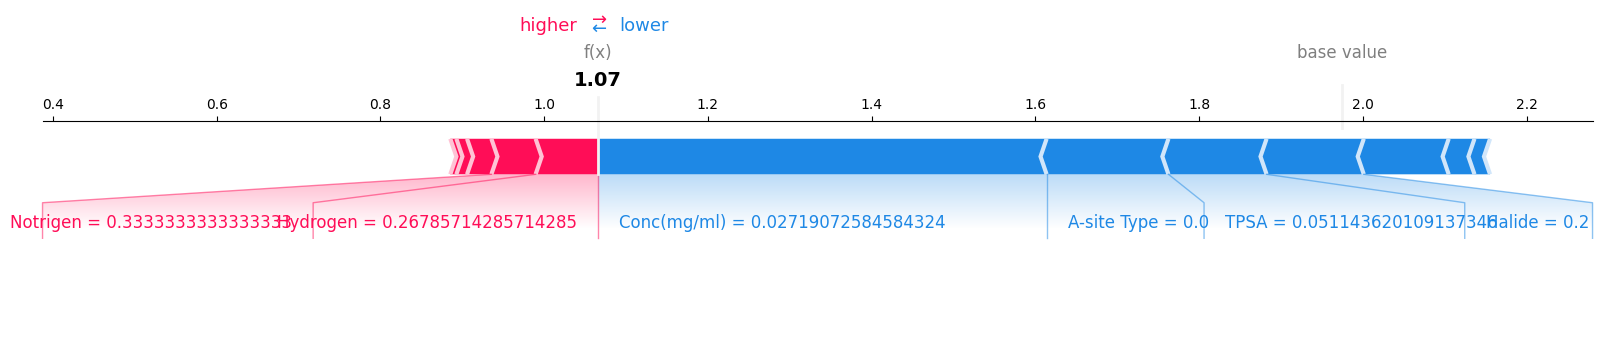 higher ⇄ lower
f(x) base value
1.07
0.4 0.6 0.8 1.0 1.2 1.4 1.6 1.8 2.0 2.2
Notrigen = 0.3333333333333333 Hydrogen = 0.26785714285714285 Conc(mg/ml) = 0.02719072584584324 A-site Type = 0.0 TPSA = 0.051143620109137346 Halide = 0.2